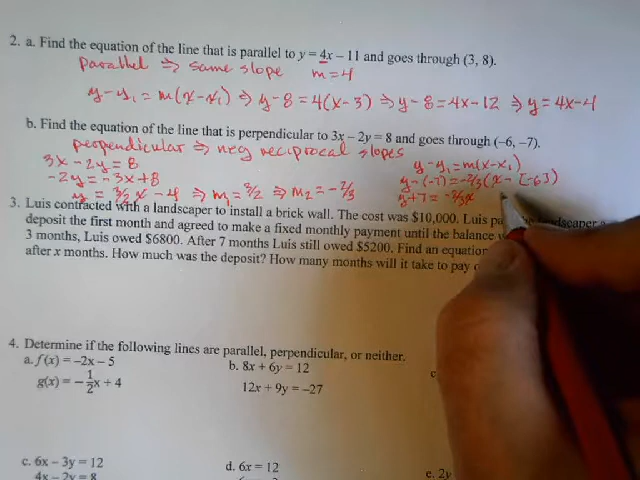 2. a. Find the equation of the line that is parallel to y = 4x – 11 and goes through (3, 8).
parallel ⇒ same slope m = 4
y – y₁ = m(x – x₁) ⇒ y – 8 = 4(x – 3) ⇒ y – 8 = 4x – 12 ⇒ y = 4x – 4
b. Find the equation of the line that is perpendicular to 3x – 2y = 8 and goes through (–6, –7).
perpendicular ⇒ neg reciprocal slopes
3x – 2y = 8
–2y = –3x + 8
y = 3/2 x – 4 ⇒ m₁ = 3/2 ⇒ m₂ = –2/3
y – y₁ = m(x – x₁)
y – (–7) = –2/3(x – [–6])
y + 7 = –2/3x
3. Luis contracted with a landscaper to install a brick wall. The cost was $10,000. Luis landscaper
deposit the first month and agreed to make a fixed monthly payment until the balance
3 months, Luis owed $6800. After 7 months Luis still owed $5200. Find an equation
after x months. How much was the deposit? How many months will it take to pay
4. Determine if the following lines are parallel, perpendicular, or neither.
a. f(x) = –2x – 5
g(x) = –1/2x + 4
b. 8x + 6y = 12
12x + 9y = –27
c
c. 6x – 3y = 12
4x – 2y = 8
d. 6x = 12
e. 2y